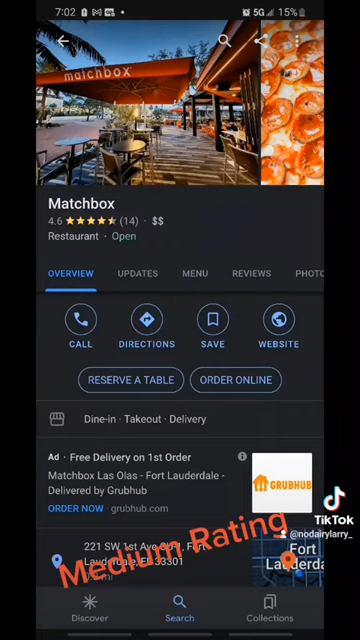 7:02
5G
15%
matchbox
Matchbox
4.6 (14) · $$
Restaurant · Open
OVERVIEW UPDATES MENU REVIEWS PHOTO
CALL DIRECTIONS SAVE WEBSITE
RESERVE A TABLE ORDER ONLINE
Dine-in · Takeout · Delivery
Ad · Free Delivery on 1st Order
Matchbox Las Olas - Fort Lauderdale -
Delivered by Grubhub
ORDER NOW · grubhub.com
GRUBHUB
TikTok
@nodairylarry_
Medium Rating
221 SW 1st Ave
Fort
Lauderdale, FL 33301
Fort
Lauderdale
Discover Search Collections